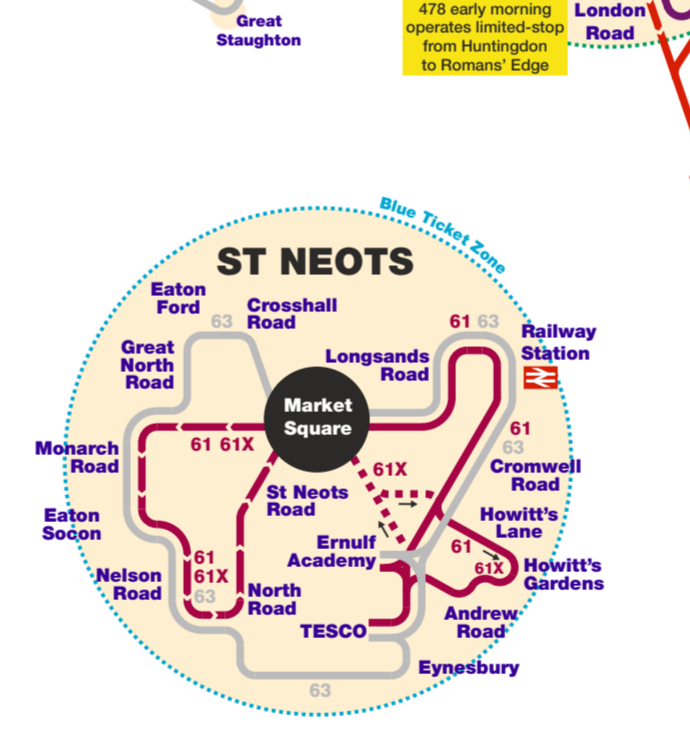 Great
Staughton
478 early morning
operates limited-stop
from Huntingdon
to Romans' Edge
London
Road
Blue Ticket Zone
ST NEOTS
Eaton
Ford
63
Crosshall
Road
61 63
Railway
Station
Great
North
Road
Longsands
Road
Market
Square
61 61X
Monarch
Road
61X
61
63
Cromwell
Road
St Neots
Road
Howitt's
Lane
Eaton
Socon
Ernulf
Academy
61
61X
Howitt's
Gardens
61
61X
63
Nelson
Road
North
Road
Andrew
Road
TESCO
Eynesbury
63